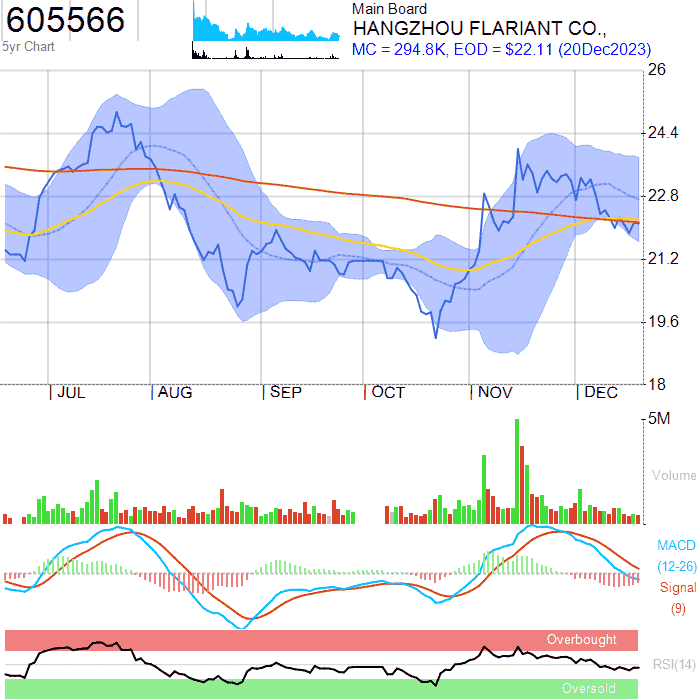 605566
5yr Chart
Main Board
HANGZHOU FLARIANT CO.,
MC = 294.8K, EOD = $22.11 (20Dec2023)
26
24.4
22.8
21.2
19.6
18
JUL AUG SEP OCT NOV DEC
5M
Volume
MACD
(12-26)
Signal
(9)
Overbought
RSI(14)
Oversold